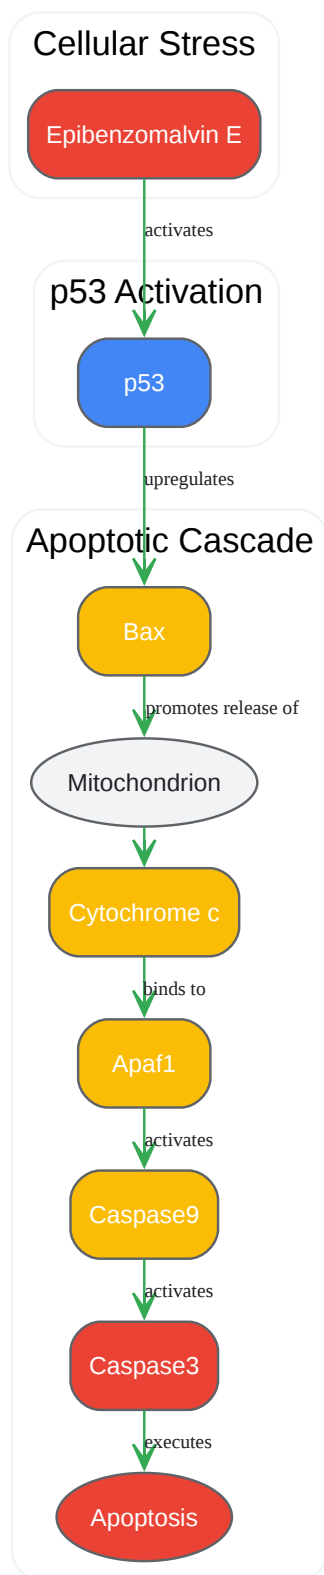 Cellular Stress
Epibenzomalvin E
activates
p53 Activation
p53
upregulates
Apoptotic Cascade
Bax
promotes release of
Mitochondrion
Cytochrome c
binds to
Apaf1
activates
Caspase9
activates
Caspase3
executes
Apoptosis